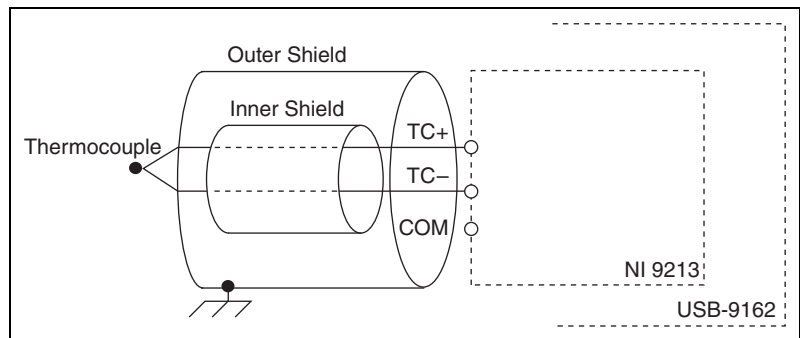 Outer Shield
Inner Shield
Thermocouple
TC+
TC–
COM
NI 9213
USB-9162